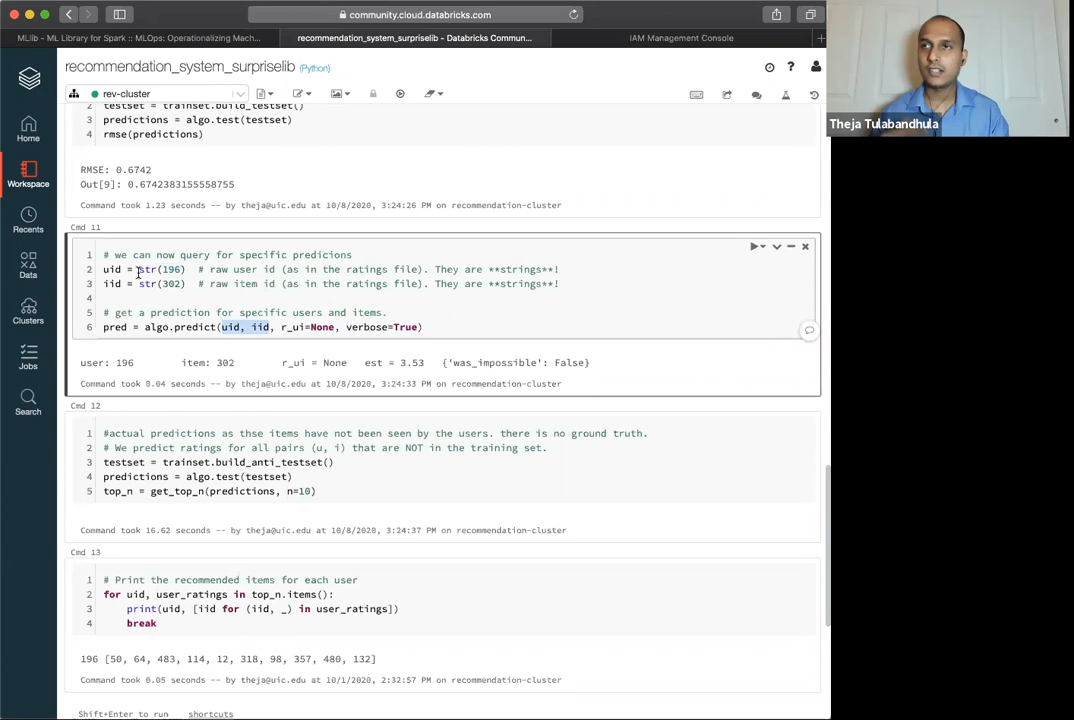 community.cloud.databricks.com
MLlib - ML Library for Spark :: MLOps: Operationalizing Mach...
recommendation_system_surpriselib - Databricks Commun...
IAM Management Console
recommendation_system_surpriselib (Python)
rev-cluster
Home
Workspace
Recents
Data
Clusters
Jobs
Search
Theja Tulabandhula
2 testset = trainset.build_testset()
3 predictions = algo.test(testset)
4 rmse(predictions)
RMSE: 0.6742
Out[9]: 0.6742383155558755
Command took 1.23 seconds -- by theja@uic.edu at 10/8/2020, 3:24:26 PM on recommendation-cluster
Cmd 11
1 # we can now query for specific predicions
2 uid = str(196) # raw user id (as in the ratings file). They are **strings**!
3 iid = str(302) # raw item id (as in the ratings file). They are **strings**!
4
5 # get a prediction for specific users and items.
6 pred = algo.predict(uid, iid, r_ui=None, verbose=True)
user: 196 item: 302 r_ui = None est = 3.53 {'was_impossible': False}
Command took 0.04 seconds -- by theja@uic.edu at 10/8/2020, 3:24:33 PM on recommendation-cluster
Cmd 12
1 #actual predictions as thse items have not been seen by the users. there is no ground truth.
2 # We predict ratings for all pairs (u, i) that are NOT in the training set.
3 testset = trainset.build_anti_testset()
4 predictions = algo.test(testset)
5 top_n = get_top_n(predictions, n=10)
Command took 16.62 seconds -- by theja@uic.edu at 10/8/2020, 3:24:37 PM on recommendation-cluster
Cmd 13
1 # Print the recommended items for each user
2 for uid, user_ratings in top_n.items():
3 print(uid, [iid for (iid, _) in user_ratings])
4 break
196 [50, 64, 483, 114, 12, 318, 98, 357, 480, 132]
Command took 0.05 seconds -- by theja@uic.edu at 10/1/2020, 2:32:57 PM on recommendation-cluster
Shift+Enter to run shortcuts